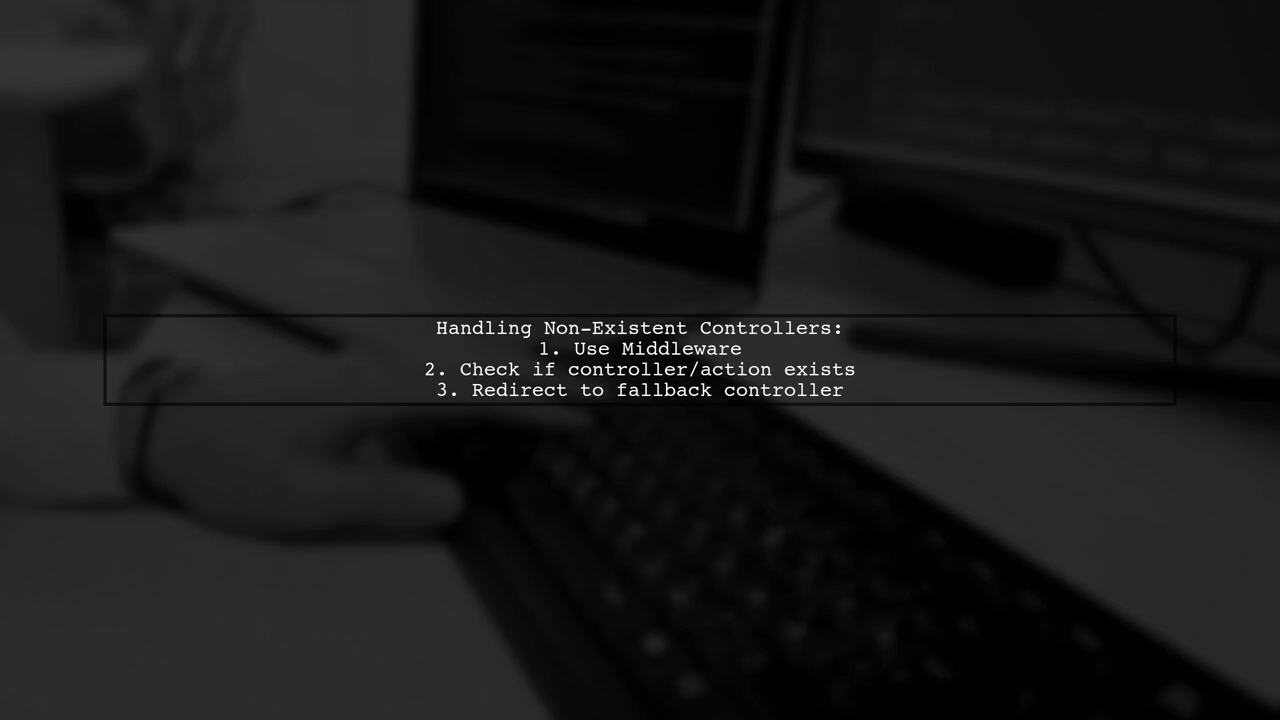 Handling Non-Existent Controllers:
1. Use Middleware
2. Check if controller/action exists
3. Redirect to fallback controller